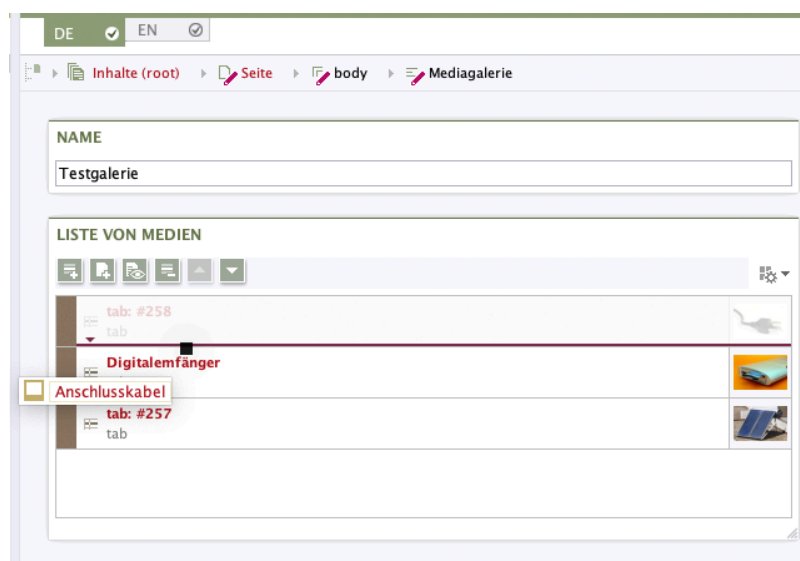 DE
EN
Inhalte (root)
Seite
body
Mediagalerie
NAME
Testgalerie
LISTE VON MEDIEN
tab: #258
tab
Digitalemfänger
Anschlusskabel
tab: #257
tab